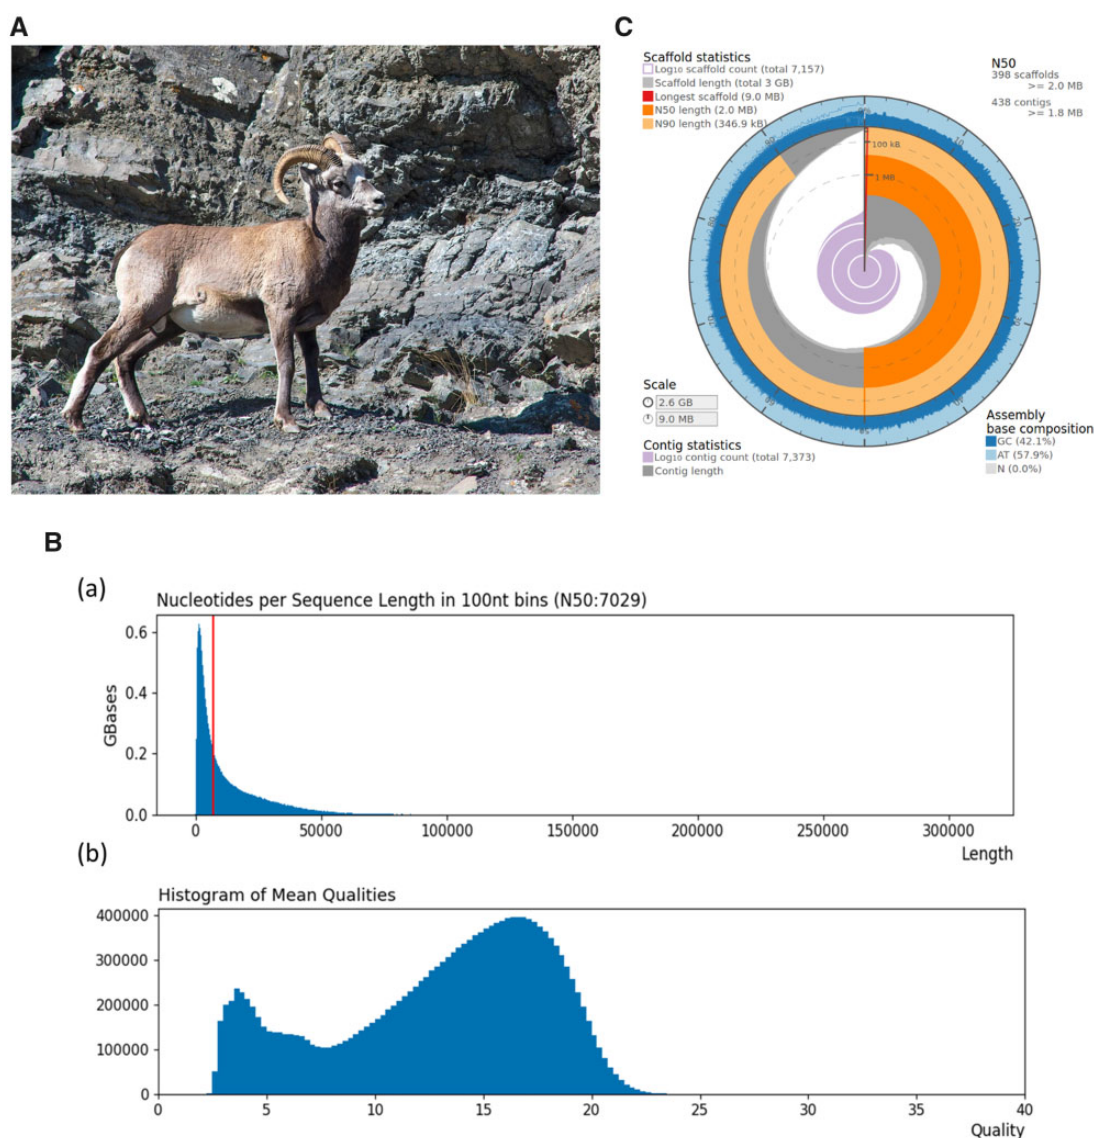 A
C
Scaffold statistics
Log₁₀ scaffold count (total 7,157)
Scaffold length (total 3 GB)
Longest scaffold (9.0 MB)
N50 length (2.0 MB)
N90 length (346.9 kB)
N50
398 scaffolds
>= 2.0 MB
438 contigs
>= 1.8 MB
100 kB
1 MB
Scale
2.6 GB
9.0 MB
Contig statistics
Log₁₀ contig count (total 7,373)
Contig length
Assembly
base composition
GC (42.1%)
AT (57.9%)
N (0.0%)
B
(a)
Nucleotides per Sequence Length in 100nt bins (N50:7029)
0.6
0.4
0.2
0.0
GBases
0 50000 100000 150000 200000 250000 300000
Length
(b)
Histogram of Mean Qualities
400000
300000
200000
100000
0
0 5 10 15 20 25 30 35 40
Quality